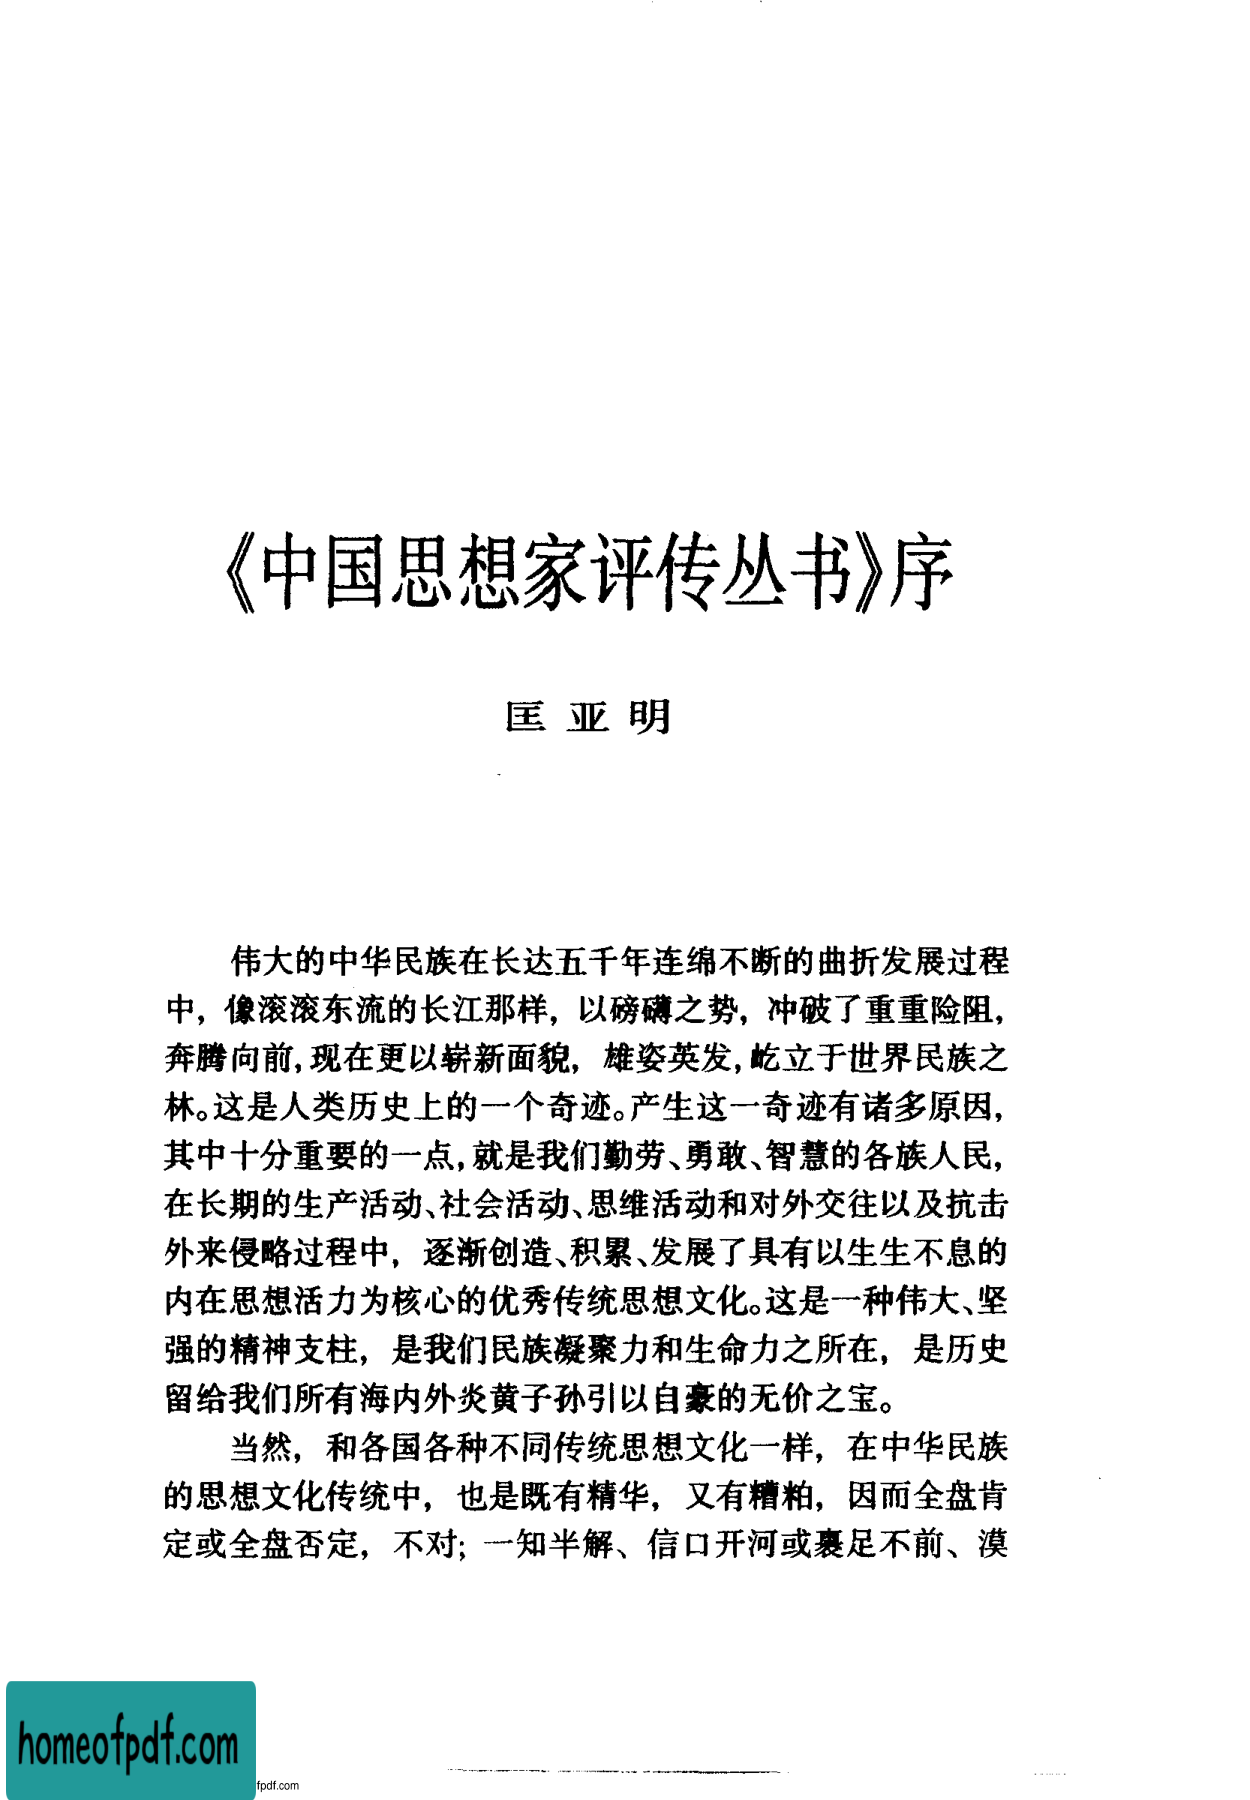 《中国思想家评传丛书》序
匡亚明
伟大的中华民族在长达五千年连绵不断的曲折发展过程
中，像滚滚东流的长江那样，以磅礴之势，冲破了重重险阻，
奔腾向前，现在更以崭新面貌，雄姿英发，屹立于世界民族之
林。这是人类历史上的一个奇迹。产生这一奇迹有诸多原因，
其中十分重要的一点，就是我们勤劳、勇敢、智慧的各族人民，
在长期的生产活动、社会活动、思维活动和对外交往以及抗击
外来侵略过程中，逐渐创造、积累、发展了具有以生生不息的
内在思想活力为核心的优秀传统思想文化。这是一种伟大、坚
强的精神支柱，是我们民族凝聚力和生命力之所在，是历史
留给我们所有海内外炎黄子孙引以自豪的无价之宝。
当然，和各国各种不同传统思想文化一样，在中华民族
的思想文化传统中，也是既有精华，又有糟粕，因而全盘肯
定或全盘否定，不对；一知半解、信口开河或裹足不前、漠
homeofpdf.com
fpdf.com